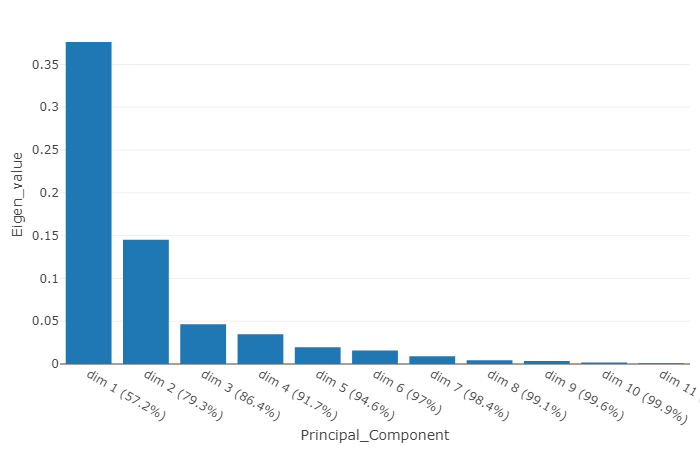 0.35
0.3
0.25
0.2
0.15
0.1
0.05
0
Eigen_value
dim 1 (57.2%)
dim 2 (79.3%)
dim 3 (86.4%)
dim 4 (91.7%)
dim 5 (94.6%)
dim 6 (97%)
dim 7 (98.4%)
dim 8 (99.1%)
dim 9 (99.6%)
dim 10 (99.9%)
dim 11
Principal_Component